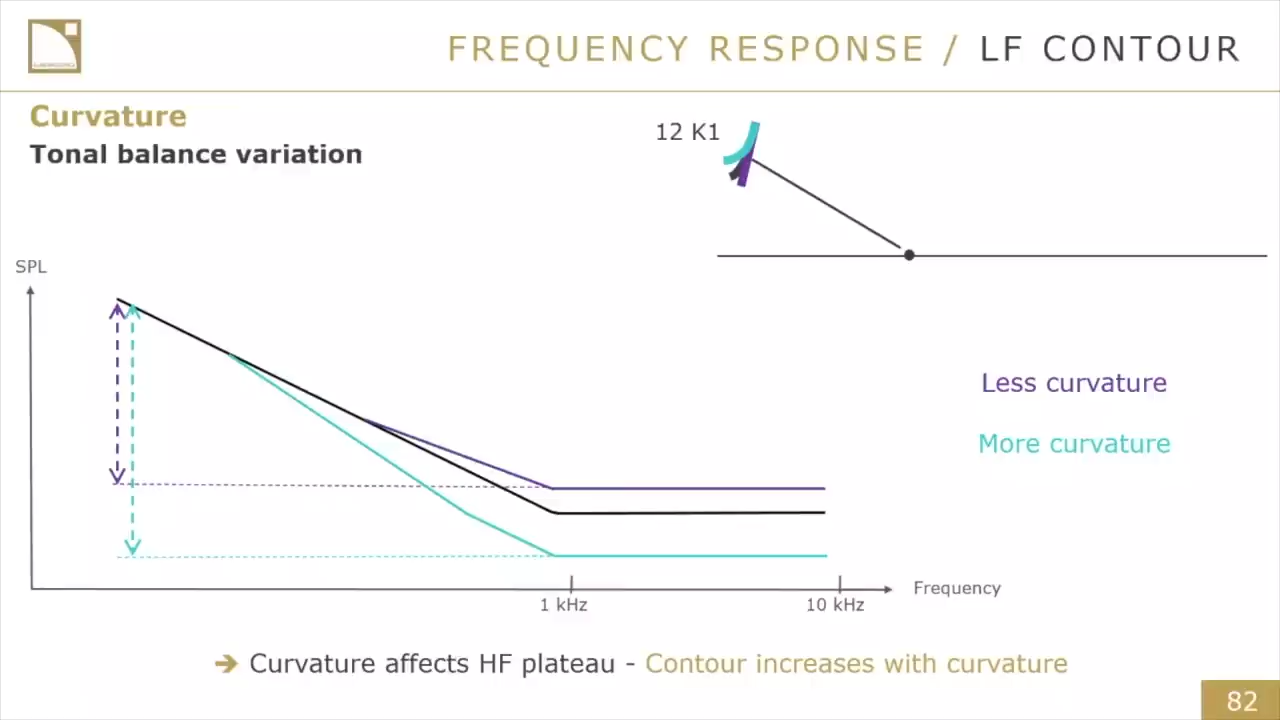 FREQUENCY RESPONSE / LF CONTOUR
Curvature
Tonal balance variation
12 K1
SPL
Less curvature
More curvature
Frequency
1 kHz
10 kHz
➔ Curvature affects HF plateau - Contour increases with curvature
82